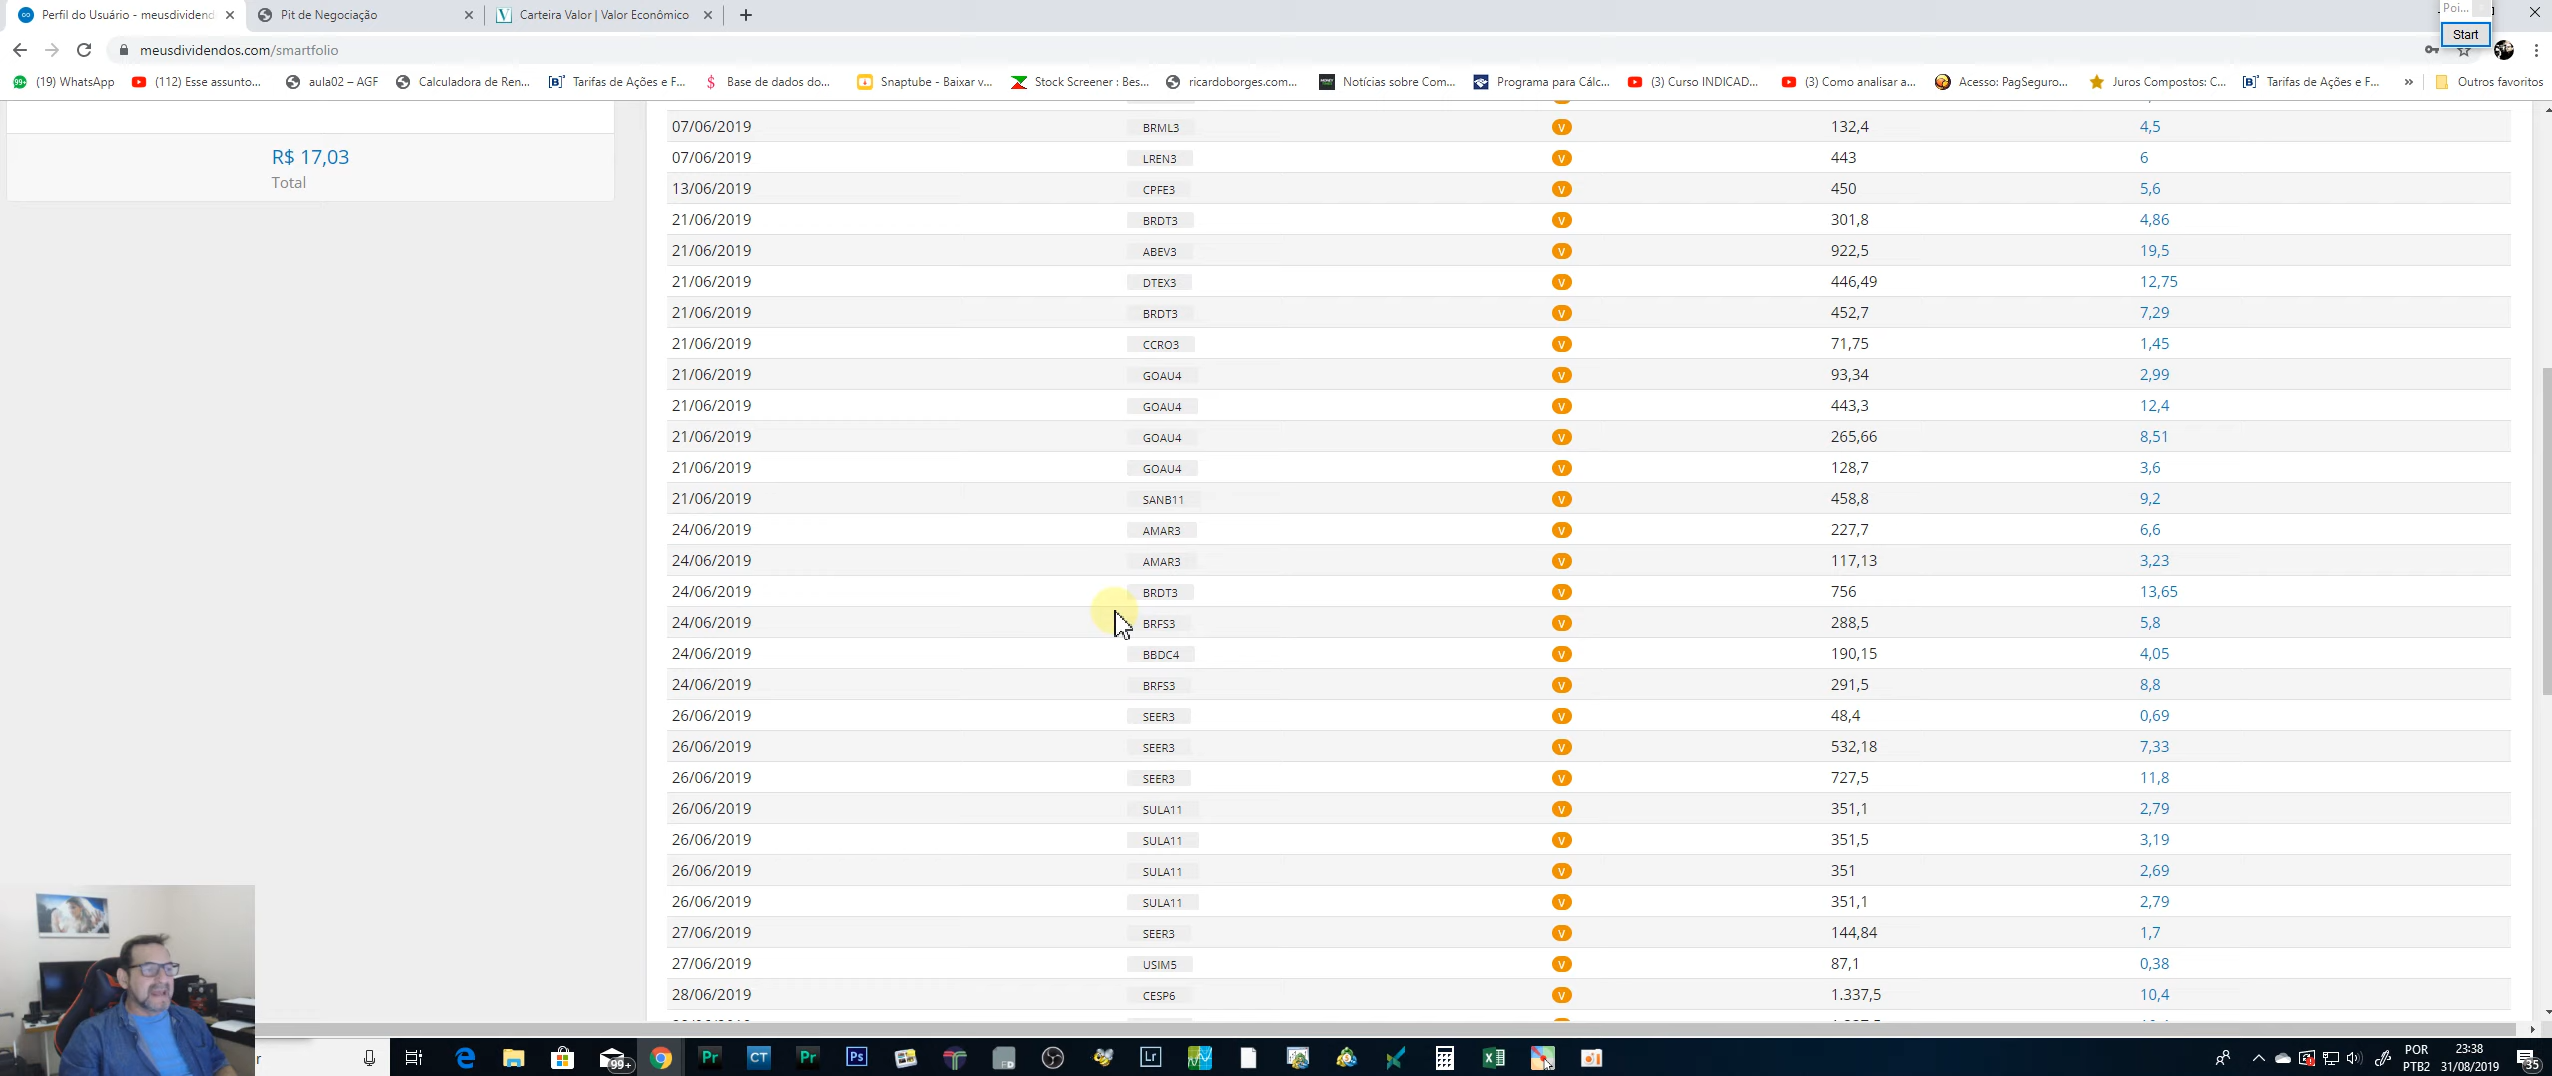 Perfil do Usuário - meusdividend
Pit de Negociação
Carteira Valor | Valor Econômico
Poi...
Start
meusdividendos.com/smartfolio
(19) WhatsApp
(112) Esse assunto...
aula02 – AGF
Calculadora de Ren...
Tarifas de Ações e F...
Base de dados do...
Snaptube - Baixar v...
Stock Screener : Bes...
ricardoborges.com...
Notícias sobre Com...
Programa para Cálc...
(3) Curso INDICAD...
(3) Como analisar a...
Acesso: PagSeguro...
Juros Compostos: C...
Tarifas de Ações e F...
Outros favoritos
R$ 17,03
Total
07/06/2019 BRML3 V 132,4 4,5
07/06/2019 LREN3 V 443 6
13/06/2019 CPFE3 V 450 5,6
21/06/2019 BRDT3 V 301,8 4,86
21/06/2019 ABEV3 V 922,5 19,5
21/06/2019 DTEX3 V 446,49 12,75
21/06/2019 BRDT3 V 452,7 7,29
21/06/2019 CCRO3 V 71,75 1,45
21/06/2019 GOAU4 V 93,34 2,99
21/06/2019 GOAU4 V 443,3 12,4
21/06/2019 GOAU4 V 265,66 8,51
21/06/2019 GOAU4 V 128,7 3,6
21/06/2019 SANB11 V 458,8 9,2
24/06/2019 AMAR3 V 227,7 6,6
24/06/2019 AMAR3 V 117,13 3,23
24/06/2019 BRDT3 V 756 13,65
24/06/2019 BRFS3 V 288,5 5,8
24/06/2019 BBDC4 V 190,15 4,05
24/06/2019 BRFS3 V 291,5 8,8
26/06/2019 SEER3 V 48,4 0,69
26/06/2019 SEER3 V 532,18 7,33
26/06/2019 SEER3 V 727,5 11,8
26/06/2019 SULA11 V 351,1 2,79
26/06/2019 SULA11 V 351,5 3,19
26/06/2019 SULA11 V 351 2,69
26/06/2019 SULA11 V 351,1 2,79
27/06/2019 SEER3 V 144,84 1,7
27/06/2019 USIM5 V 87,1 0,38
28/06/2019 CESP6 V 1.337,5 10,4
r
99+
Pr
CT
Pr
Ps
Lr
POR
PTB2
23:38
31/08/2019
35